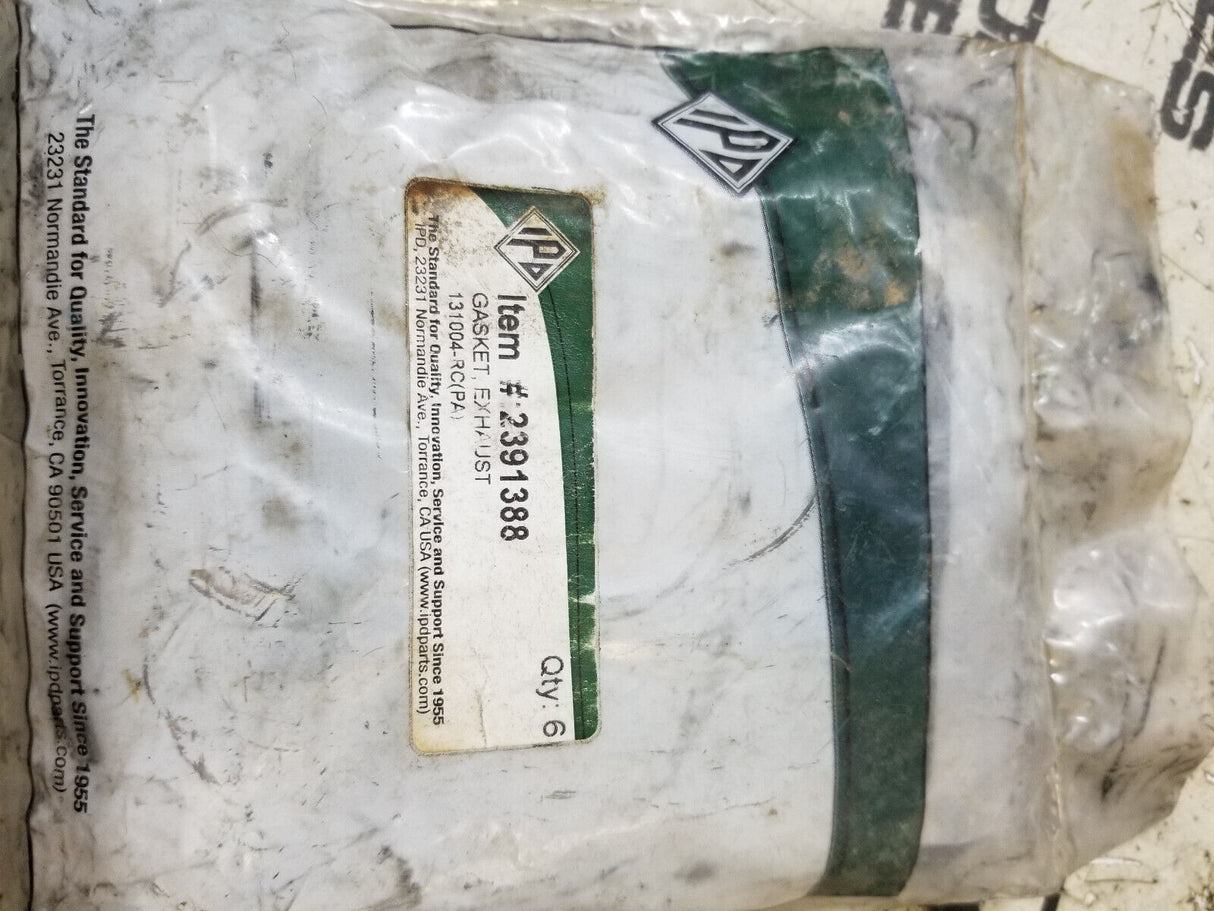 IPD
IPD
Qty: 6
Item # 2391388
GASKET, EXHAUST
131004-RC(PA)
The Standard for Quality, Innovation, Service and Support Since 1955
IPD, 23231 Normandie Ave., Torrance, CA USA (www.ipdparts.com)
The Standard for Quality, Innovation, Service and Support Since 1955
23231 Normandie Ave., Torrance, CA 90501 USA (www.ipdparts.com)